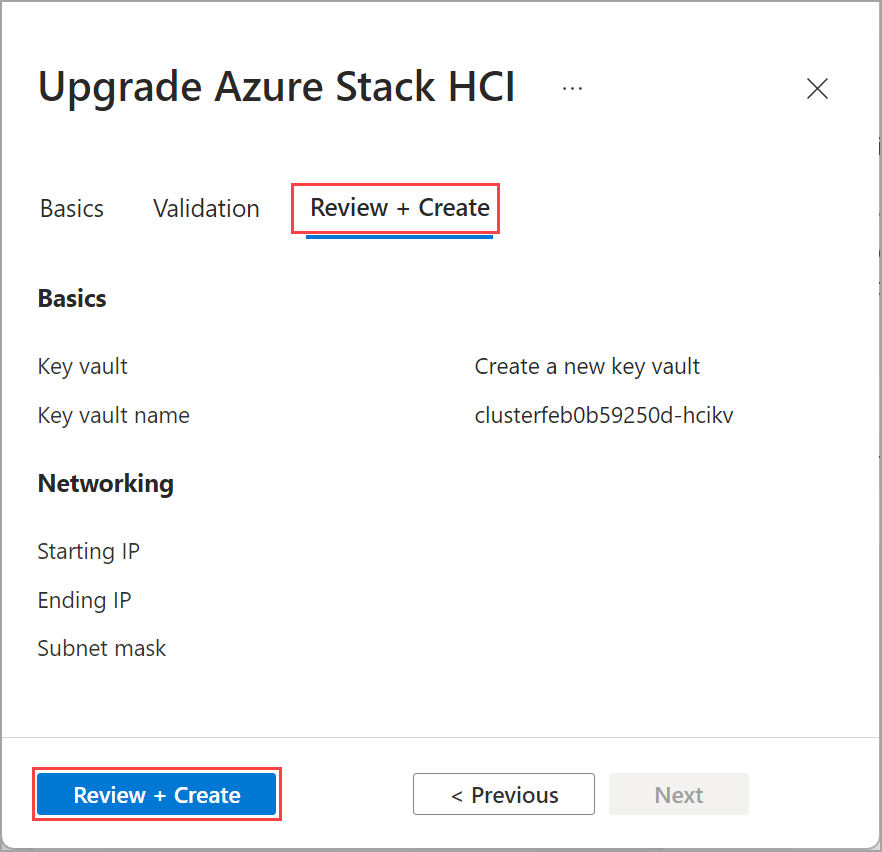 Upgrade Azure Stack HCI ...
Basics Validation Review + Create
Basics
Key vault Create a new key vault
Key vault name clusterfeb0b59250d-hcikv
Networking
Starting IP
Ending IP
Subnet mask
Review + Create < Previous Next